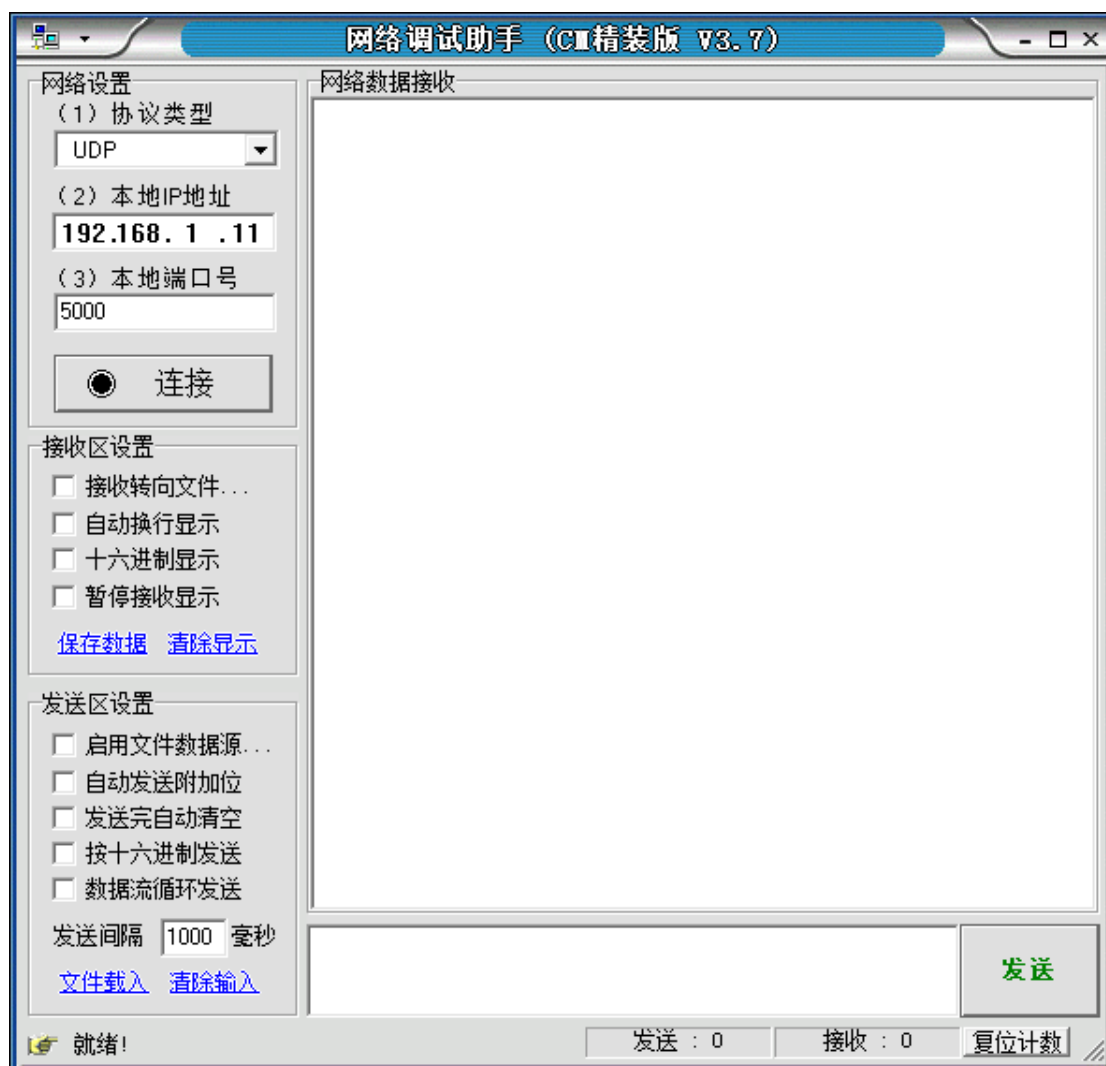 网络调试助手 (CMⅢ精装版 V3.7)
网络设置
(1) 协议类型
UDP
(2) 本地IP地址
192.168. 1 .11
(3) 本地端口号
5000
连接
接收区设置
接收转向文件...
自动换行显示
十六进制显示
暂停接收显示
保存数据 清除显示
发送区设置
启用文件数据源...
自动发送附加位
发送完自动清空
按十六进制发送
数据流循环发送
发送间隔 1000 毫秒
文件载入 清除输入
网络数据接收
发送
就绪!
发送 : 0
接收 : 0
复位计数